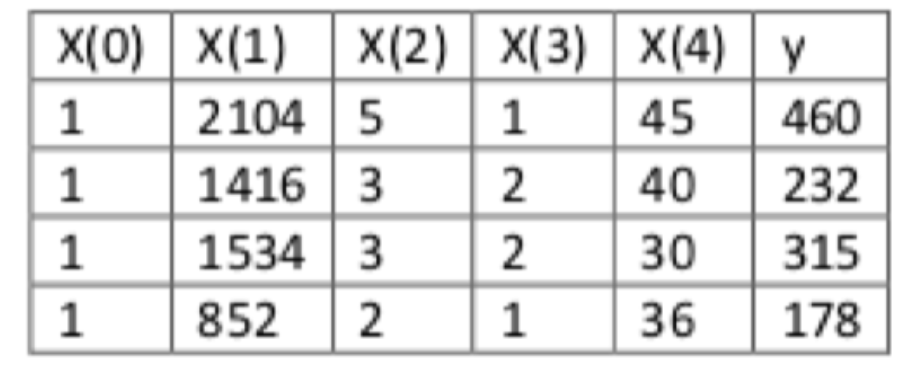 X(0) X(1) X(2) X(3) X(4) y
1 2104 5 1 45 460
1 1416 3 2 40 232
1 1534 3 2 30 315
1 852 2 1 36 178